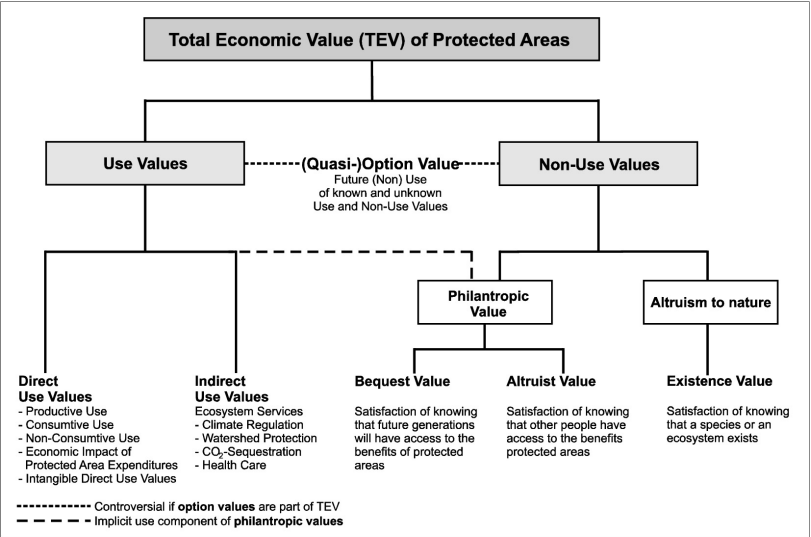 Total Economic Value (TEV) of Protected Areas
Use Values
(Quasi-)Option Value
Future (Non) Use
of known and unknown
Use and Non-Use Values
Non-Use Values
Philantropic
Value
Altruism to nature
Direct
Use Values
- Productive Use
- Consumtive Use
- Non-Consumtive Use
- Economic Impact of
Protected Area Expenditures
- Intangible Direct Use Values
Indirect
Use Values
Ecosystem Services
- Climate Regulation
- Watershed Protection
- CO₂-Sequestration
- Health Care
Bequest Value
Satisfaction of knowing
that future generations
will have access to the
benefits of protected
areas
Altruist Value
Satisfaction of knowing
that other people have
access to the benefits
protected areas
Existence Value
Satisfaction of knowing
that a species or an
ecosystem exists
Controversial if option values are part of TEV
Implicit use component of philantropic values